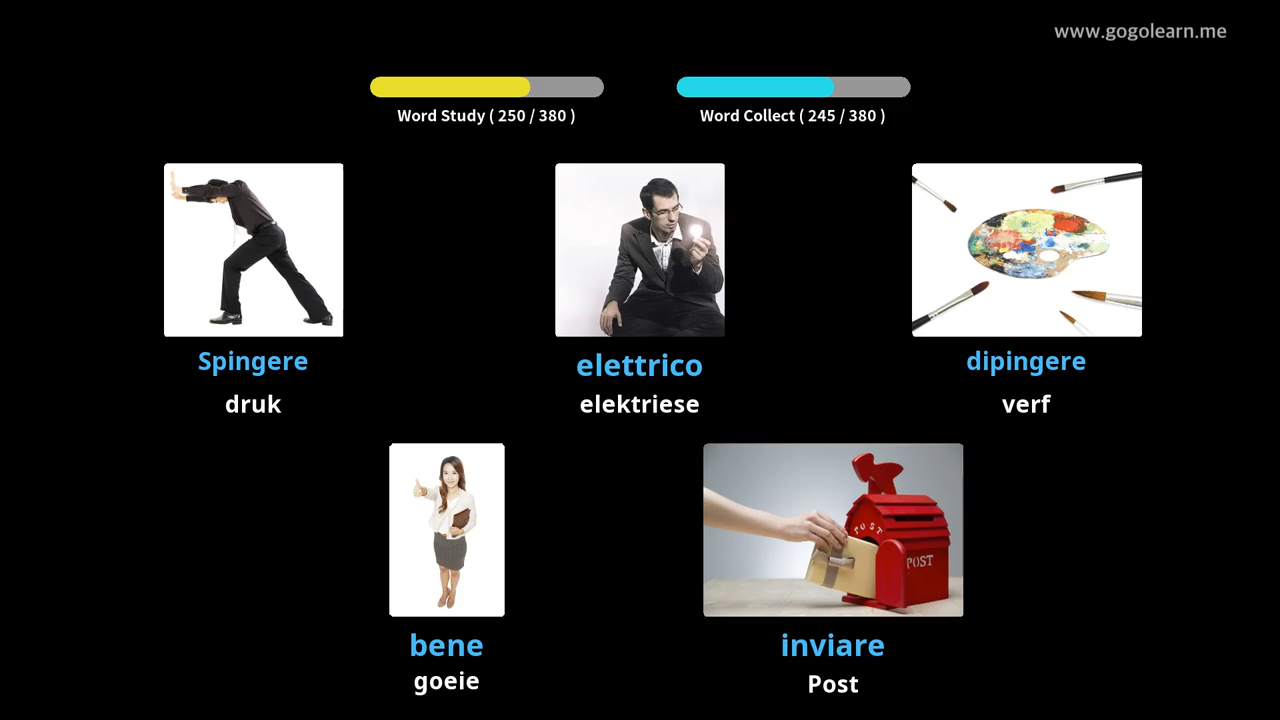 www.gogolearn.me
Word Study ( 250 / 380 )
Word Collect ( 245 / 380 )
Spingere
elettrico
dipingere
druk
elektriese
verf
POST
POST
bene
inviare
goeie
Post